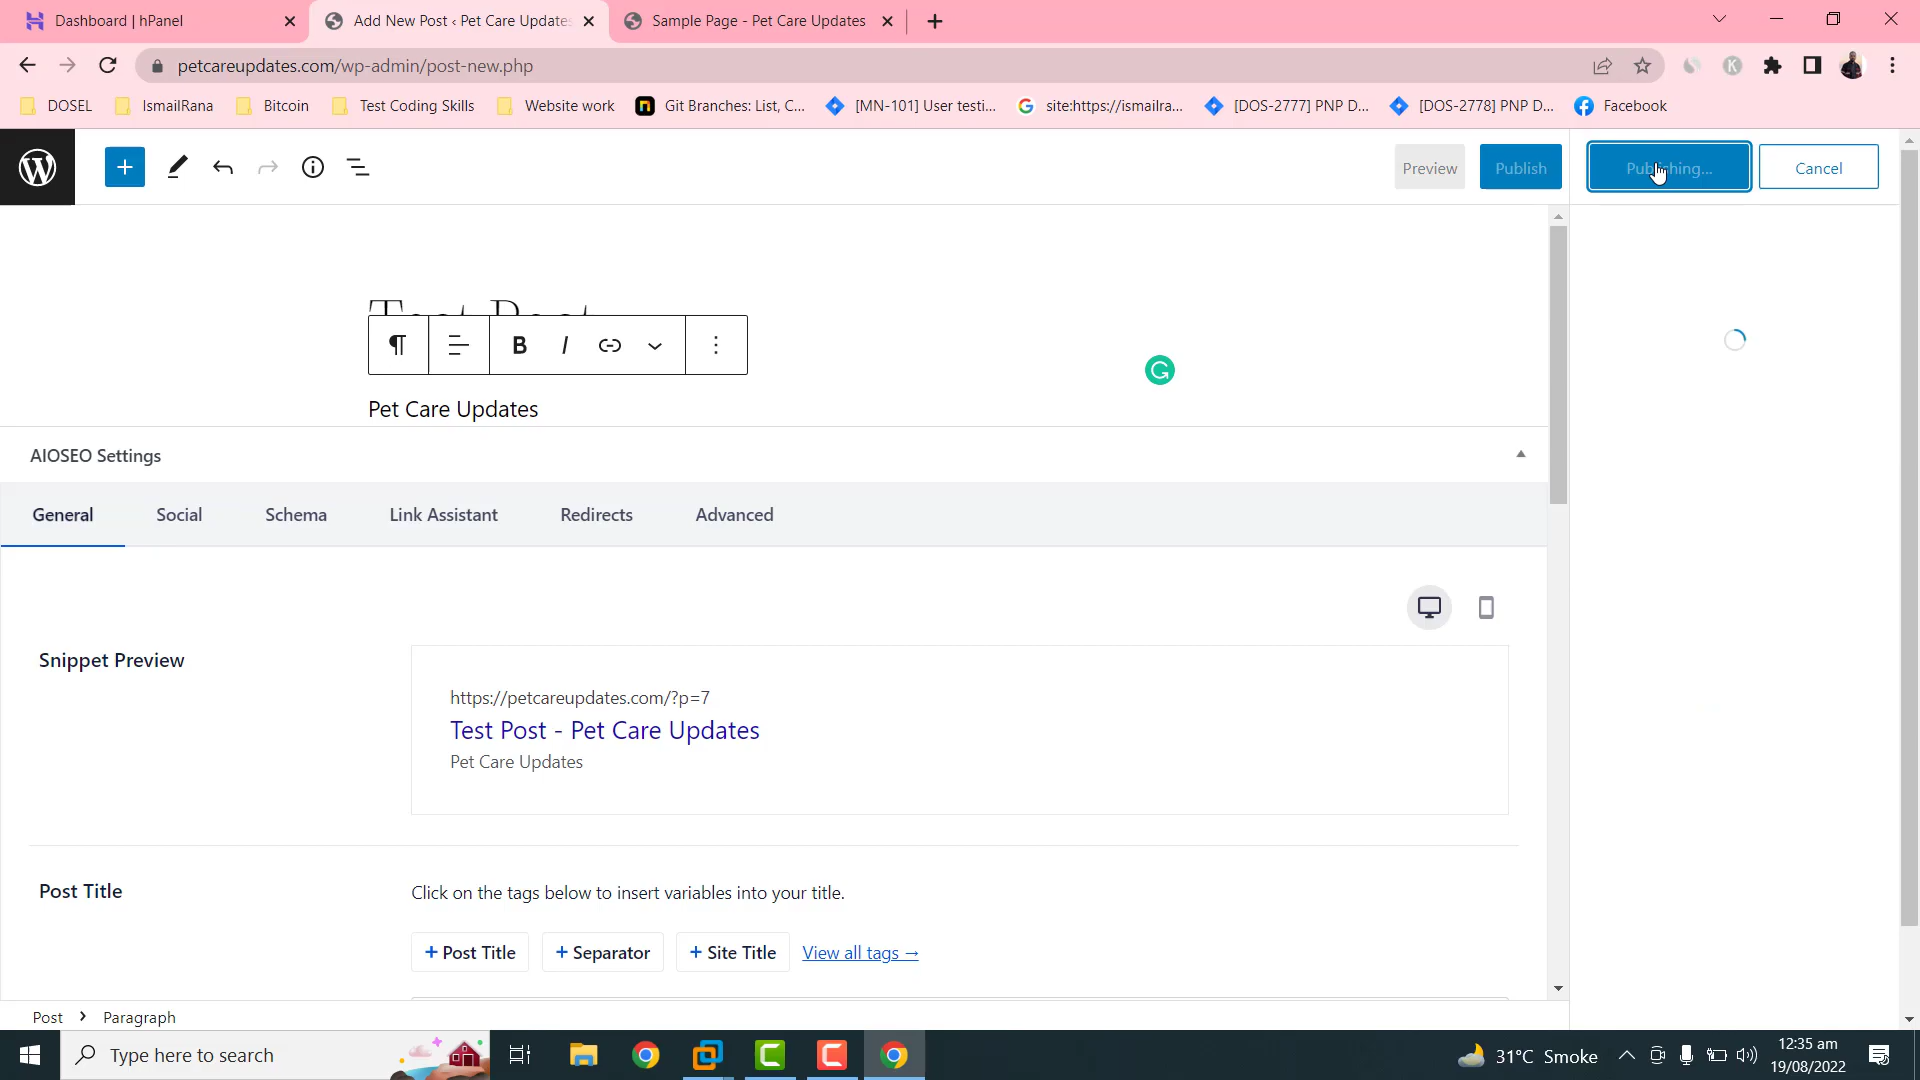 Dashboard | hPanel
Add New Post ‹ Pet Care Updates
Sample Page - Pet Care Updates
petcareupdates.com/wp-admin/post-new.php
DOSEL
IsmailRana
Bitcoin
Test Coding Skills
Website work
Git Branches: List, C...
[MN-101] User testi...
site:https://ismailra...
[DOS-2777] PNP D...
[DOS-2778] PNP D...
Facebook
Preview
Publish
Publishing...
Cancel
Test Post
B I
Pet Care Updates
AIOSEO Settings
General
Social
Schema
Link Assistant
Redirects
Advanced
Snippet Preview
https://petcareupdates.com/?p=7
Test Post - Pet Care Updates
Pet Care Updates
Post Title
Click on the tags below to insert variables into your title.
+ Post Title
+ Separator
+ Site Title
View all tags →
Post > Paragraph
Type here to search
31°C Smoke
12:35 am
19/08/2022